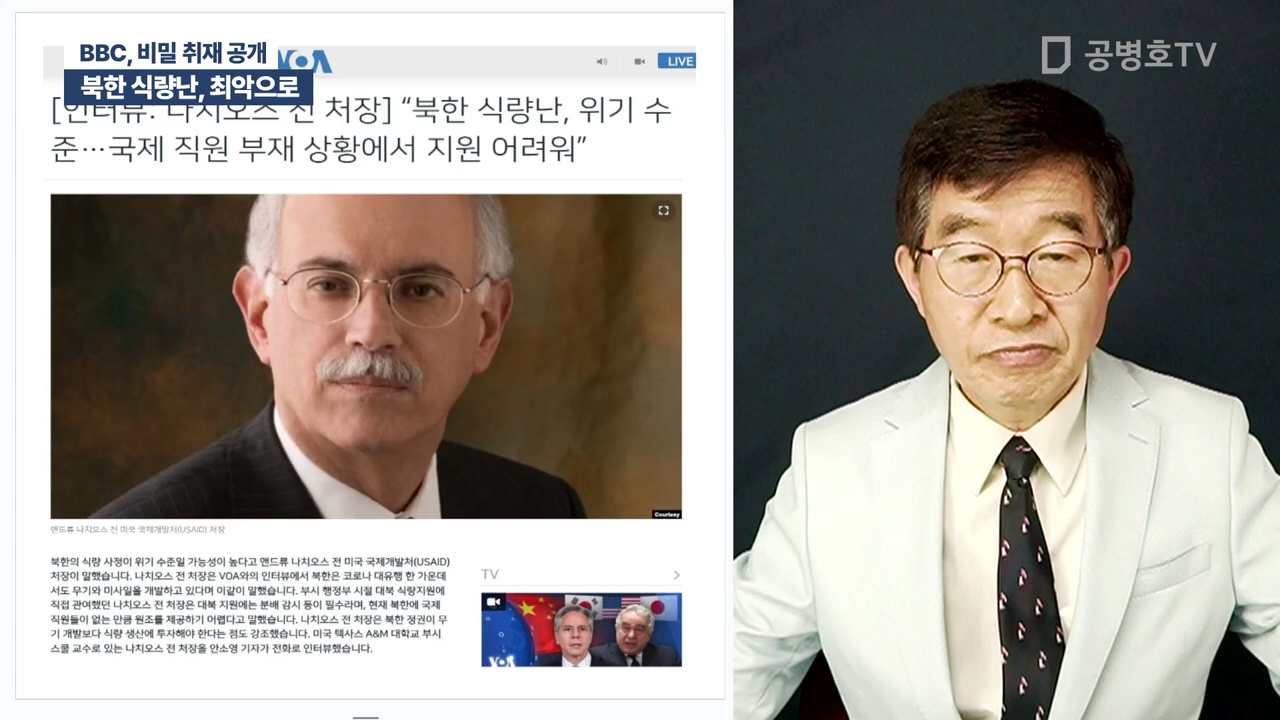 BBC, 비밀 취재 공개
북한 식량난, 최악으로
VOA
LIVE
공병호TV
[인터뷰: 나치오스 전 처장] “북한 식량난, 위기 수
준…국제 직원 부재 상황에서 지원 어려워”
Courtesy
앤드류 나치오스 전 미국 국제개발처(USAID) 처장
북한의 식량 사정이 위기 수준일 가능성이 높다고 앤드류 나치오스 전 미국 국제개발처(USAID)
처장이 말했습니다. 나치오스 전 처장은 VOA와의 인터뷰에서 북한은 코로나 대유행 한 가운데
서도 무기와 미사일을 개발하고 있다며 이같이 말했습니다. 부시 행정부 시절 대북 식량지원에
직접 관여했던 나치오스 전 처장은 대북 지원에는 분배 감시 등이 필수라며, 현재 북한에 국제
직원들이 없는 만큼 원조를 제공하기 어렵다고 말했습니다. 나치오스 전 처장은 북한 정권이 무
기 개발보다 식량 생산에 투자해야 한다는 점도 강조했습니다. 미국 텍사스 A&M 대학교 부시
스쿨 교수로 있는 나치오스 전 처장을 안소영 기자가 전화로 인터뷰했습니다.
TV
VOA